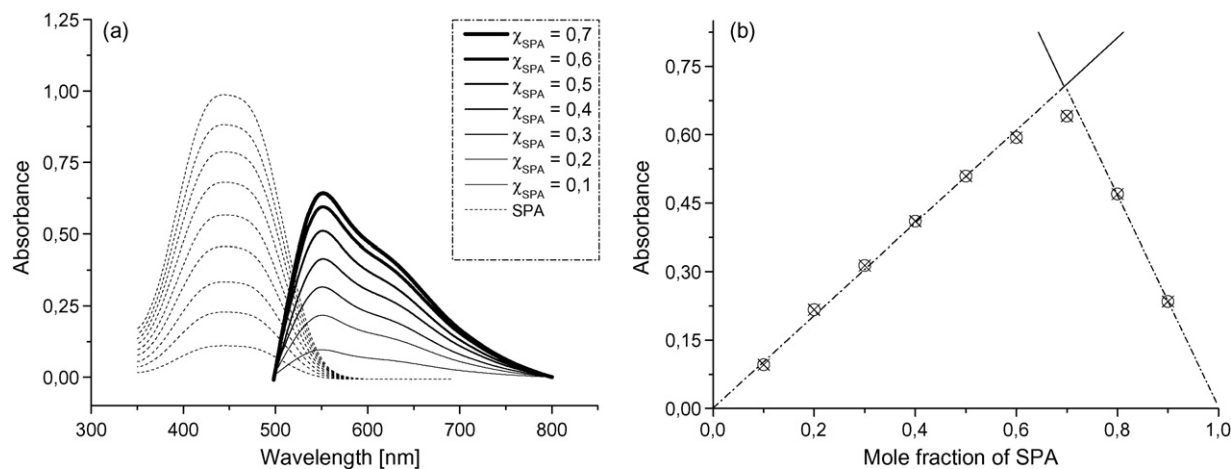 (a)
1,25
1,00
0,75
0,50
0,25
0,00
Absorbance
300
400
500
600
700
800
Wavelength [nm]
χSPA = 0,7
χSPA = 0,6
χSPA = 0,5
χSPA = 0,4
χSPA = 0,3
χSPA = 0,2
χSPA = 0,1
SPA
(b)
0,75
0,60
0,45
0,30
0,15
0,00
Absorbance
0,0
0,2
0,4
0,6
0,8
1,0
Mole fraction of SPA